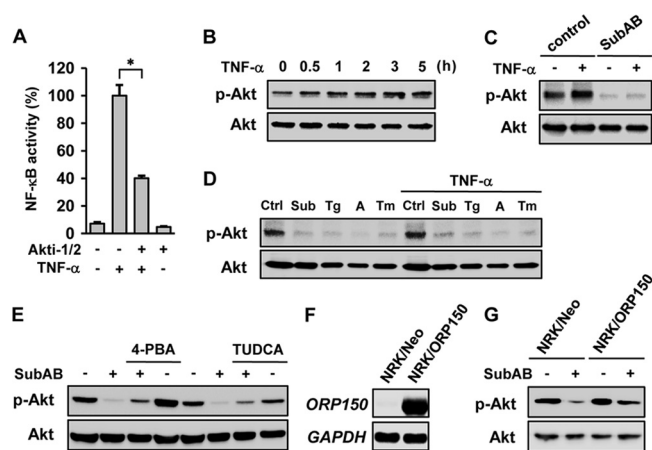 A
*
120
100
80
60
40
20
0
NF-κB activity (%)
Akti-1/2 - - + +
TNF-α - + + -
B
TNF-α 0 0.5 1 2 3 5 (h)
p-Akt
Akt
C
control SubAB
TNF-α - + - +
p-Akt
Akt
D
TNF-α
Ctrl Sub Tg A Tm Ctrl Sub Tg A Tm
p-Akt
Akt
E
4-PBA TUDCA
SubAB - + + - - + + -
p-Akt
Akt
F
NRK/Neo NRK/ORP150
ORP150
GAPDH
G
NRK/Neo NRK/ORP150
SubAB - + - +
p-Akt
Akt